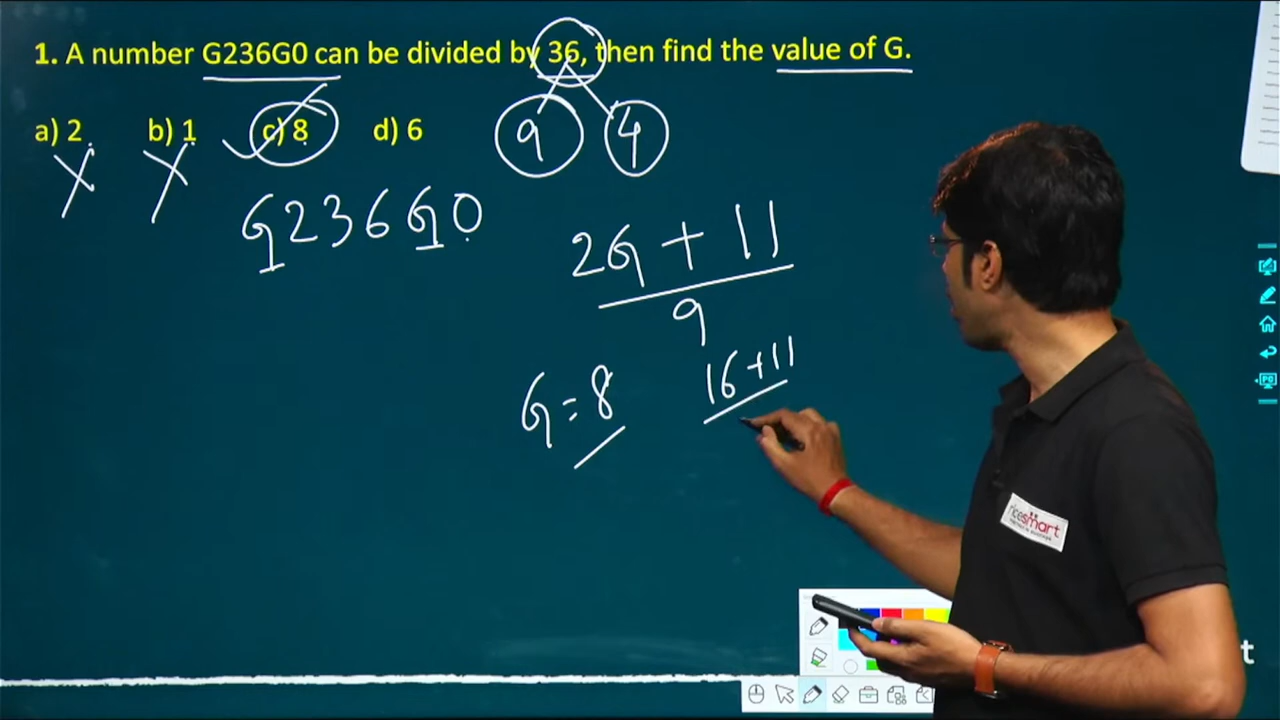 1. A number G236G0 can be divided by 36, then find the value of G.
a) 2 b) 1 c) 8 d) 6
9 4
G236G0
2G + 11
9
G = 8
16 + 11
ricesmart